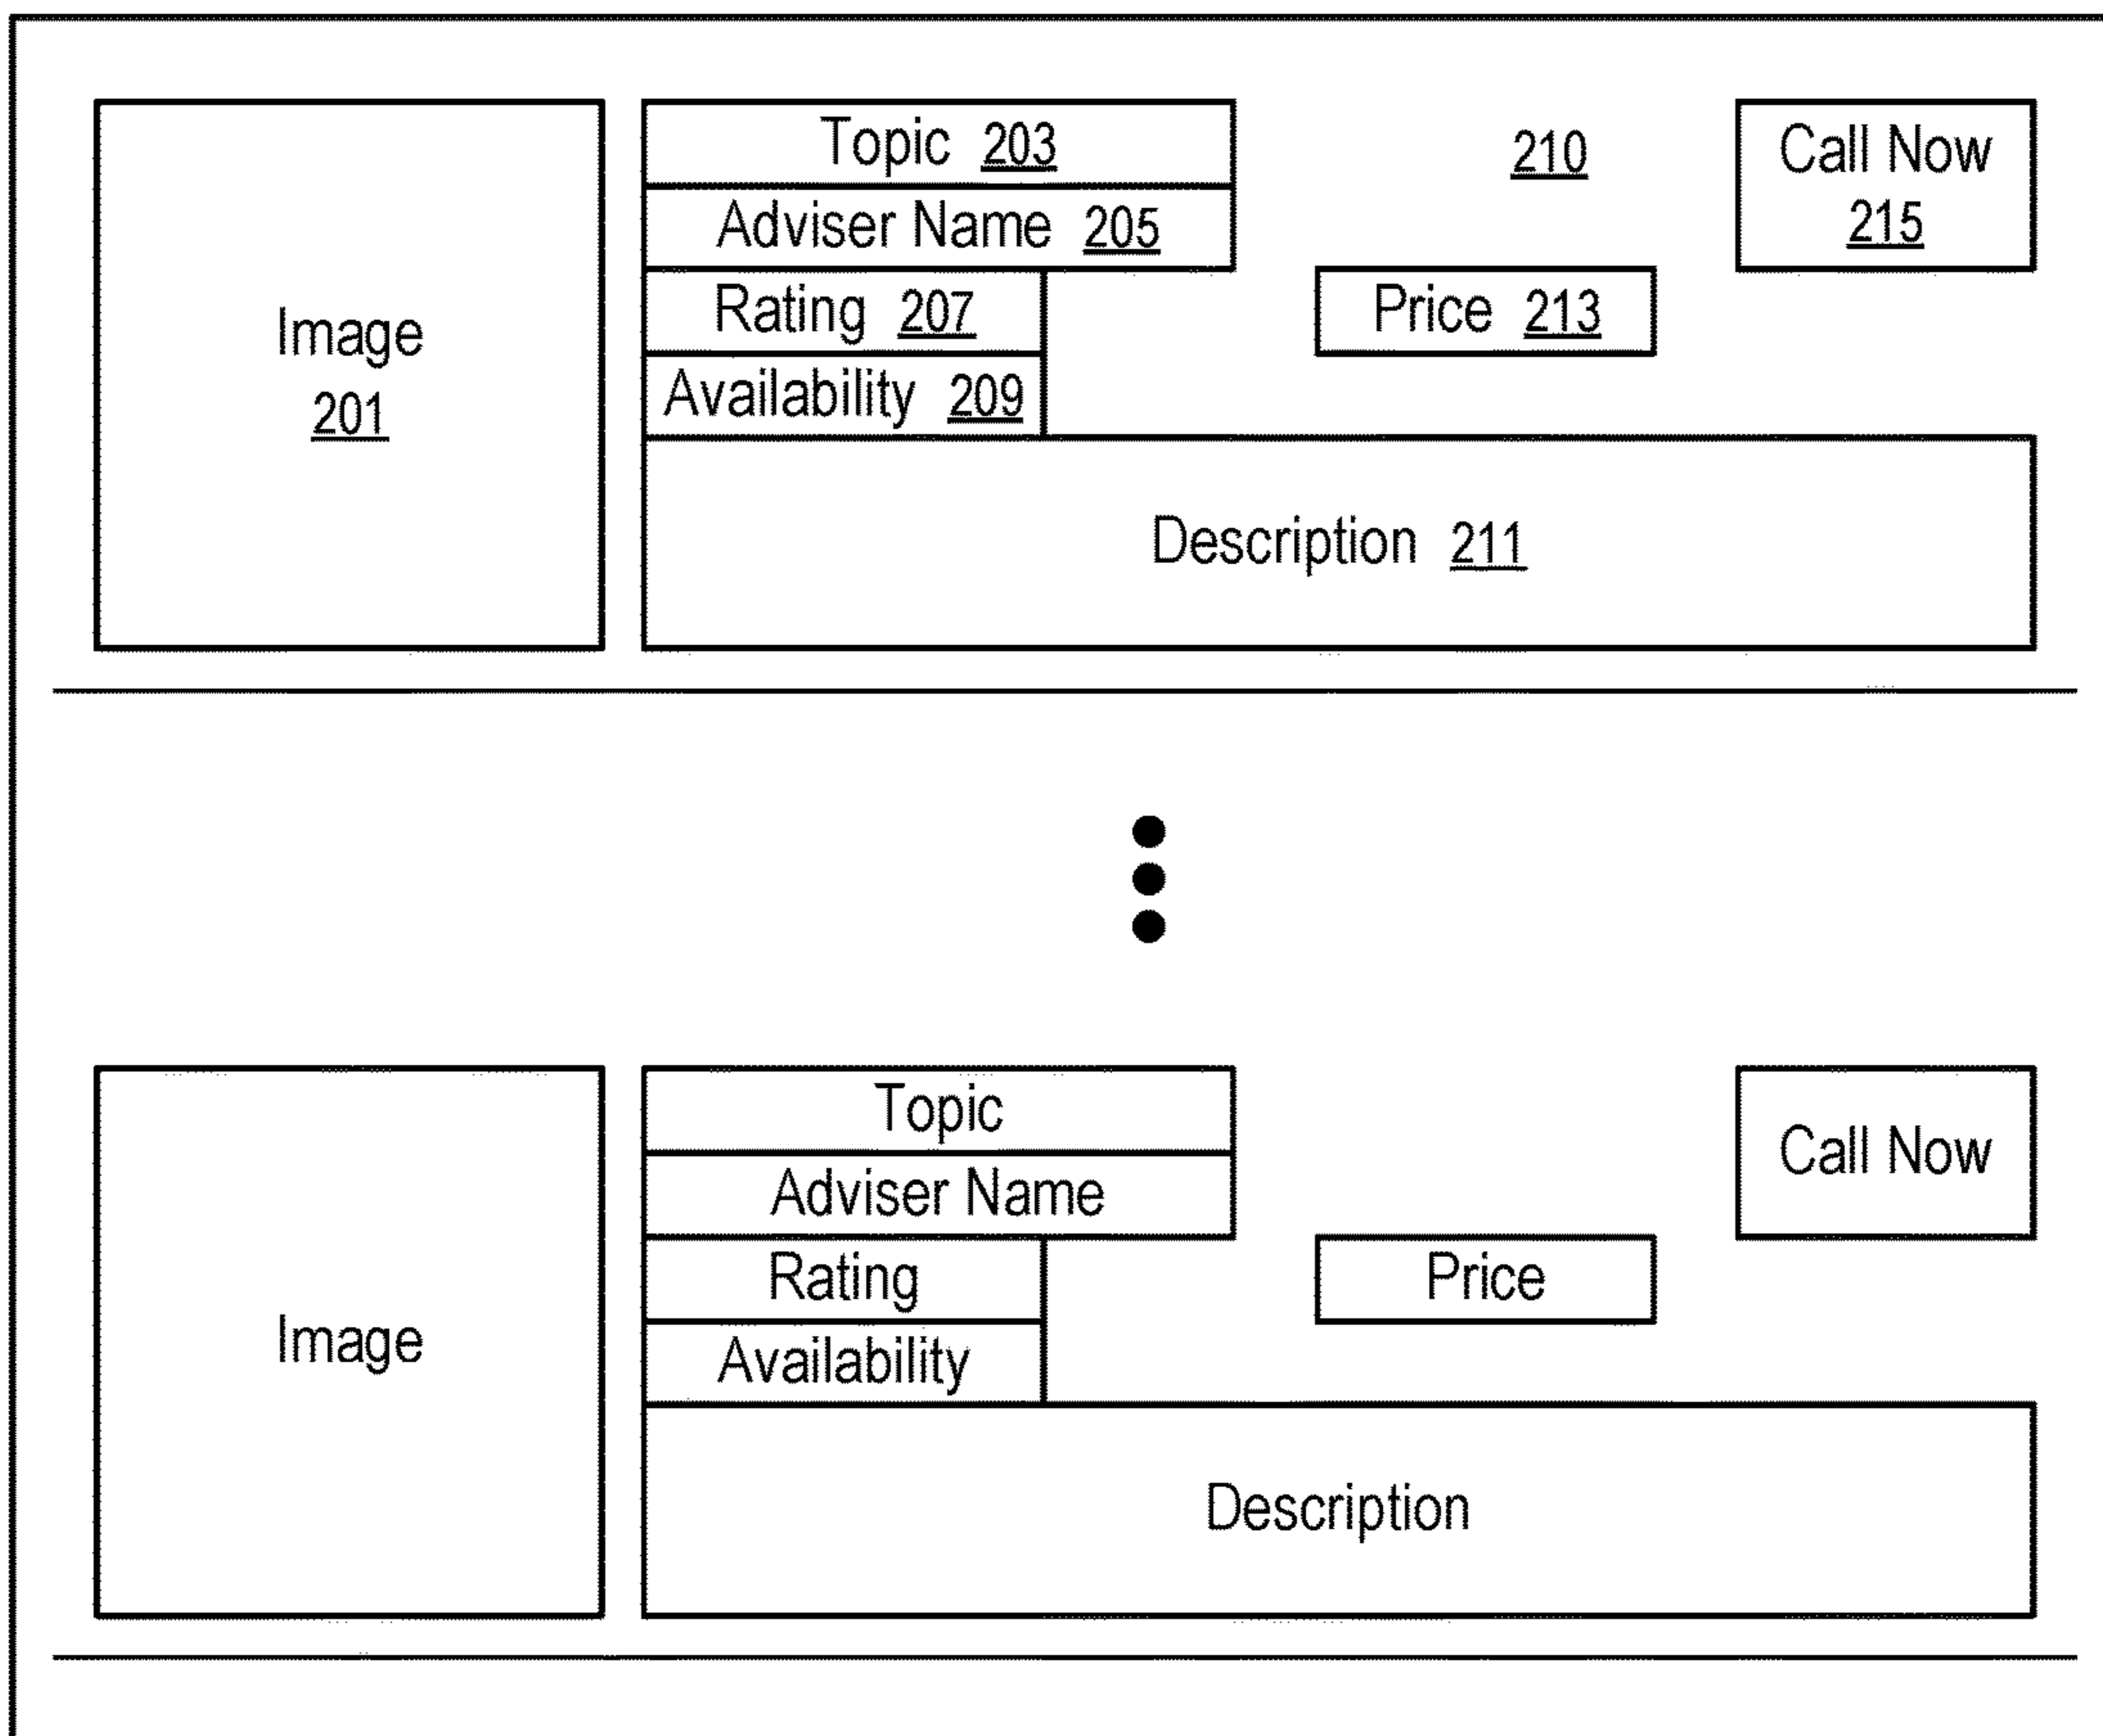 Image
201
Topic 203
Adviser Name 205
Rating 207
Availability 209
210
Price 213
Call Now
215
Description 211
Image
Topic
Adviser Name
Rating
Availability
Price
Call Now
Description